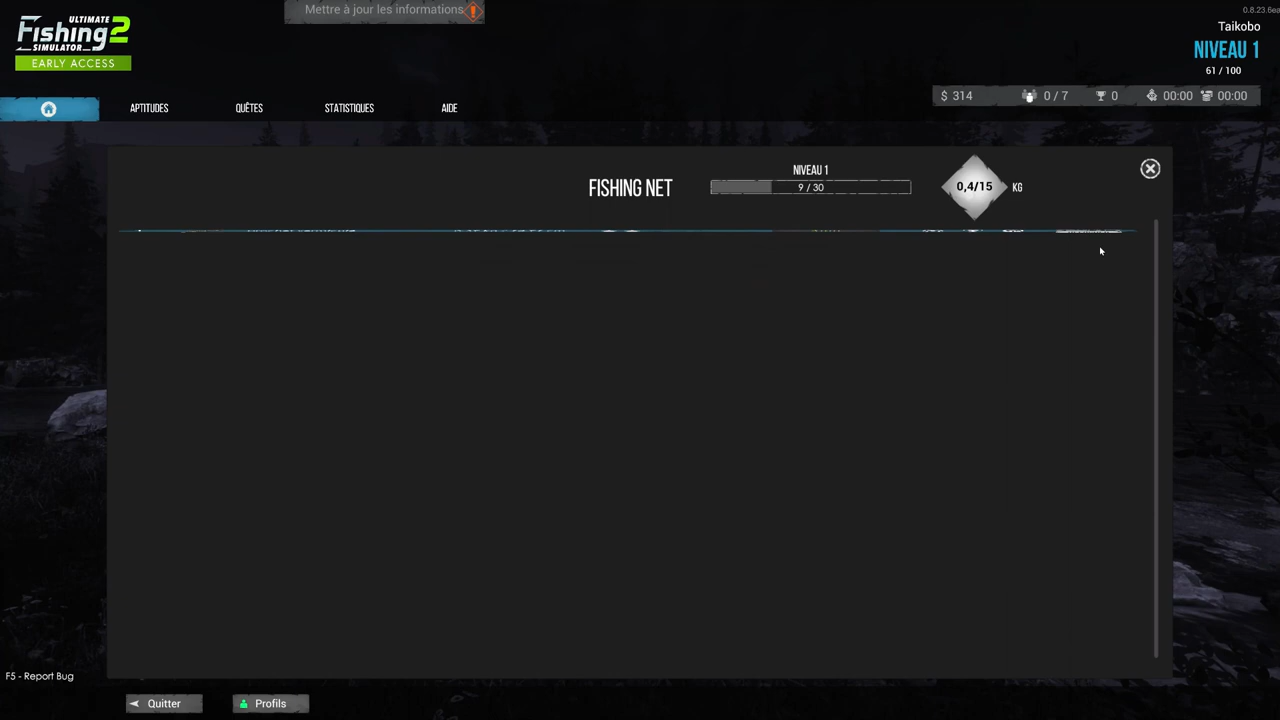 Mettre à jour les informations
0.8.23.
ULTIMATE
Fishing 2
SIMULATOR
EARLY ACCESS
Taikobo
NIVEAU 1
61 / 100
$ 314
0 / 7
0
00:00
00:00
APTITUDES
QUÊTES
STATISTIQUES
AIDE
FISHING NET
NIVEAU 1
9 / 30
0,4/15
KG
F5 - Report Bug
Quitter
Profils